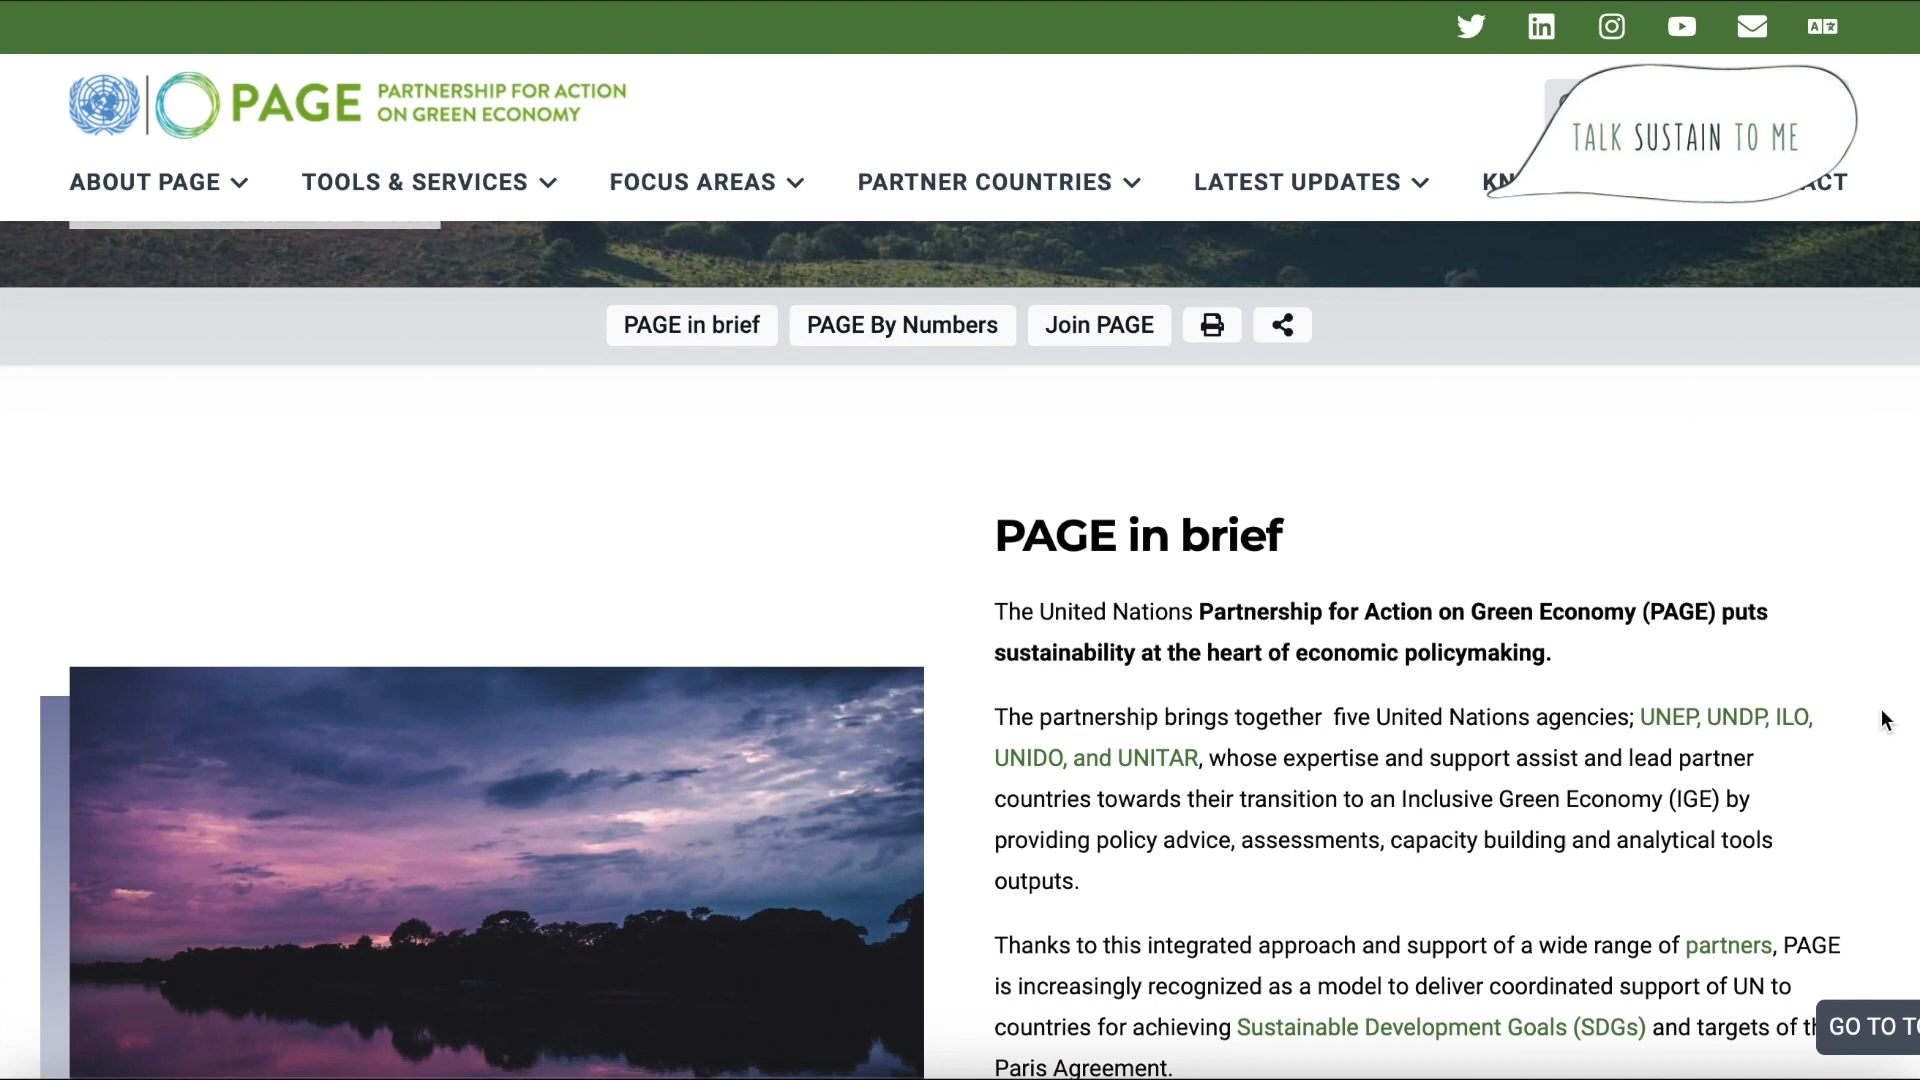 PAGE PARTNERSHIP FOR ACTION
ON GREEN ECONOMY
TALK SUSTAIN TO ME
ABOUT PAGE TOOLS & SERVICES FOCUS AREAS PARTNER COUNTRIES LATEST UPDATES
PAGE in brief PAGE By Numbers Join PAGE
PAGE in brief
The United Nations Partnership for Action on Green Economy (PAGE) puts
sustainability at the heart of economic policymaking.
The partnership brings together five United Nations agencies; UNEP, UNDP, ILO,
UNIDO, and UNITAR, whose expertise and support assist and lead partner
countries towards their transition to an Inclusive Green Economy (IGE) by
providing policy advice, assessments, capacity building and analytical tools
outputs.
Thanks to this integrated approach and support of a wide range of partners, PAGE
is increasingly recognized as a model to deliver coordinated support of UN to
countries for achieving Sustainable Development Goals (SDGs) and targets of
GO TO
Paris Agreement.